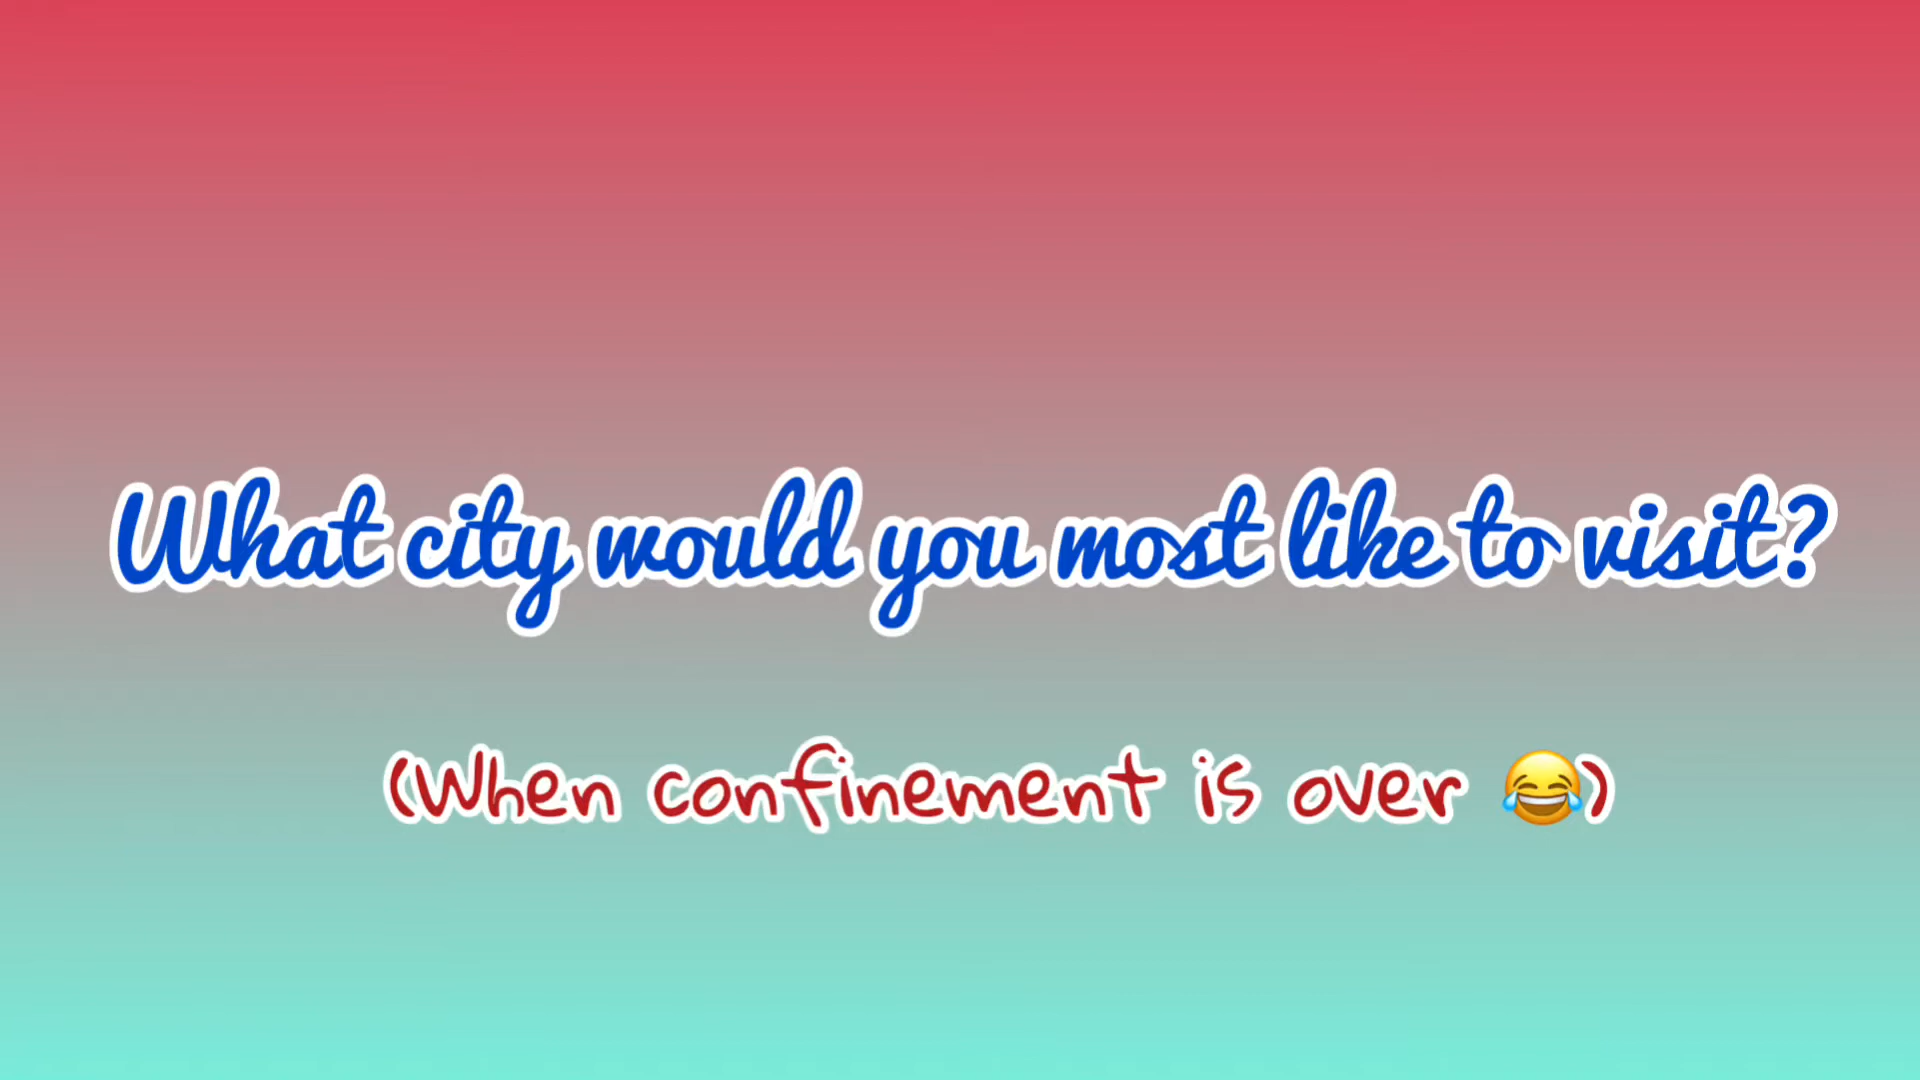 What city would you most like to visit?
(When confinement is over 😂)